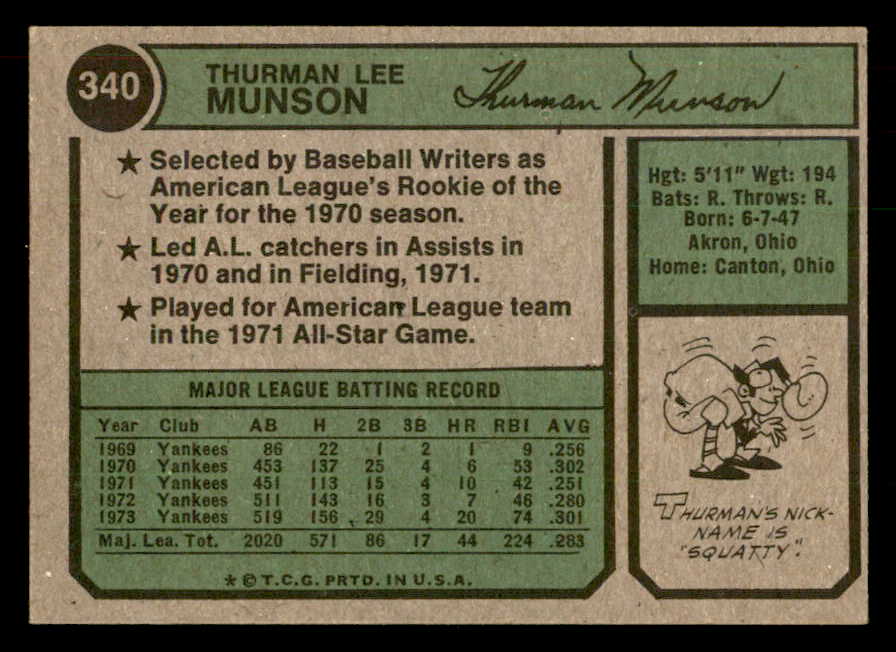 340
THURMAN LEE
MUNSON
Thurman Munson
★ Selected by Baseball Writers as
American League's Rookie of the
Year for the 1970 season.
★ Led A.L. catchers in Assists in
1970 and in Fielding, 1971.
★ Played for American League team
in the 1971 All-Star Game.
Hgt: 5'11" Wgt: 194
Bats: R. Throws: R.
Born: 6-7-47
Akron, Ohio
Home: Canton, Ohio
MAJOR LEAGUE BATTING RECORD
Year Club AB H 2B 3B HR RBI AVG
1969 Yankees 86 22 1 2 1 9 .256
1970 Yankees 453 137 25 4 6 53 .302
1971 Yankees 451 113 15 4 10 42 .251
1972 Yankees 511 143 16 3 7 46 .280
1973 Yankees 519 156 29 4 20 74 .301
Maj. Lea. Tot. 2020 571 86 17 44 224 .283
★ © T.C.G. PRTD. IN U.S.A.
THURMAN'S NICK-
NAME IS
"SQUATTY".